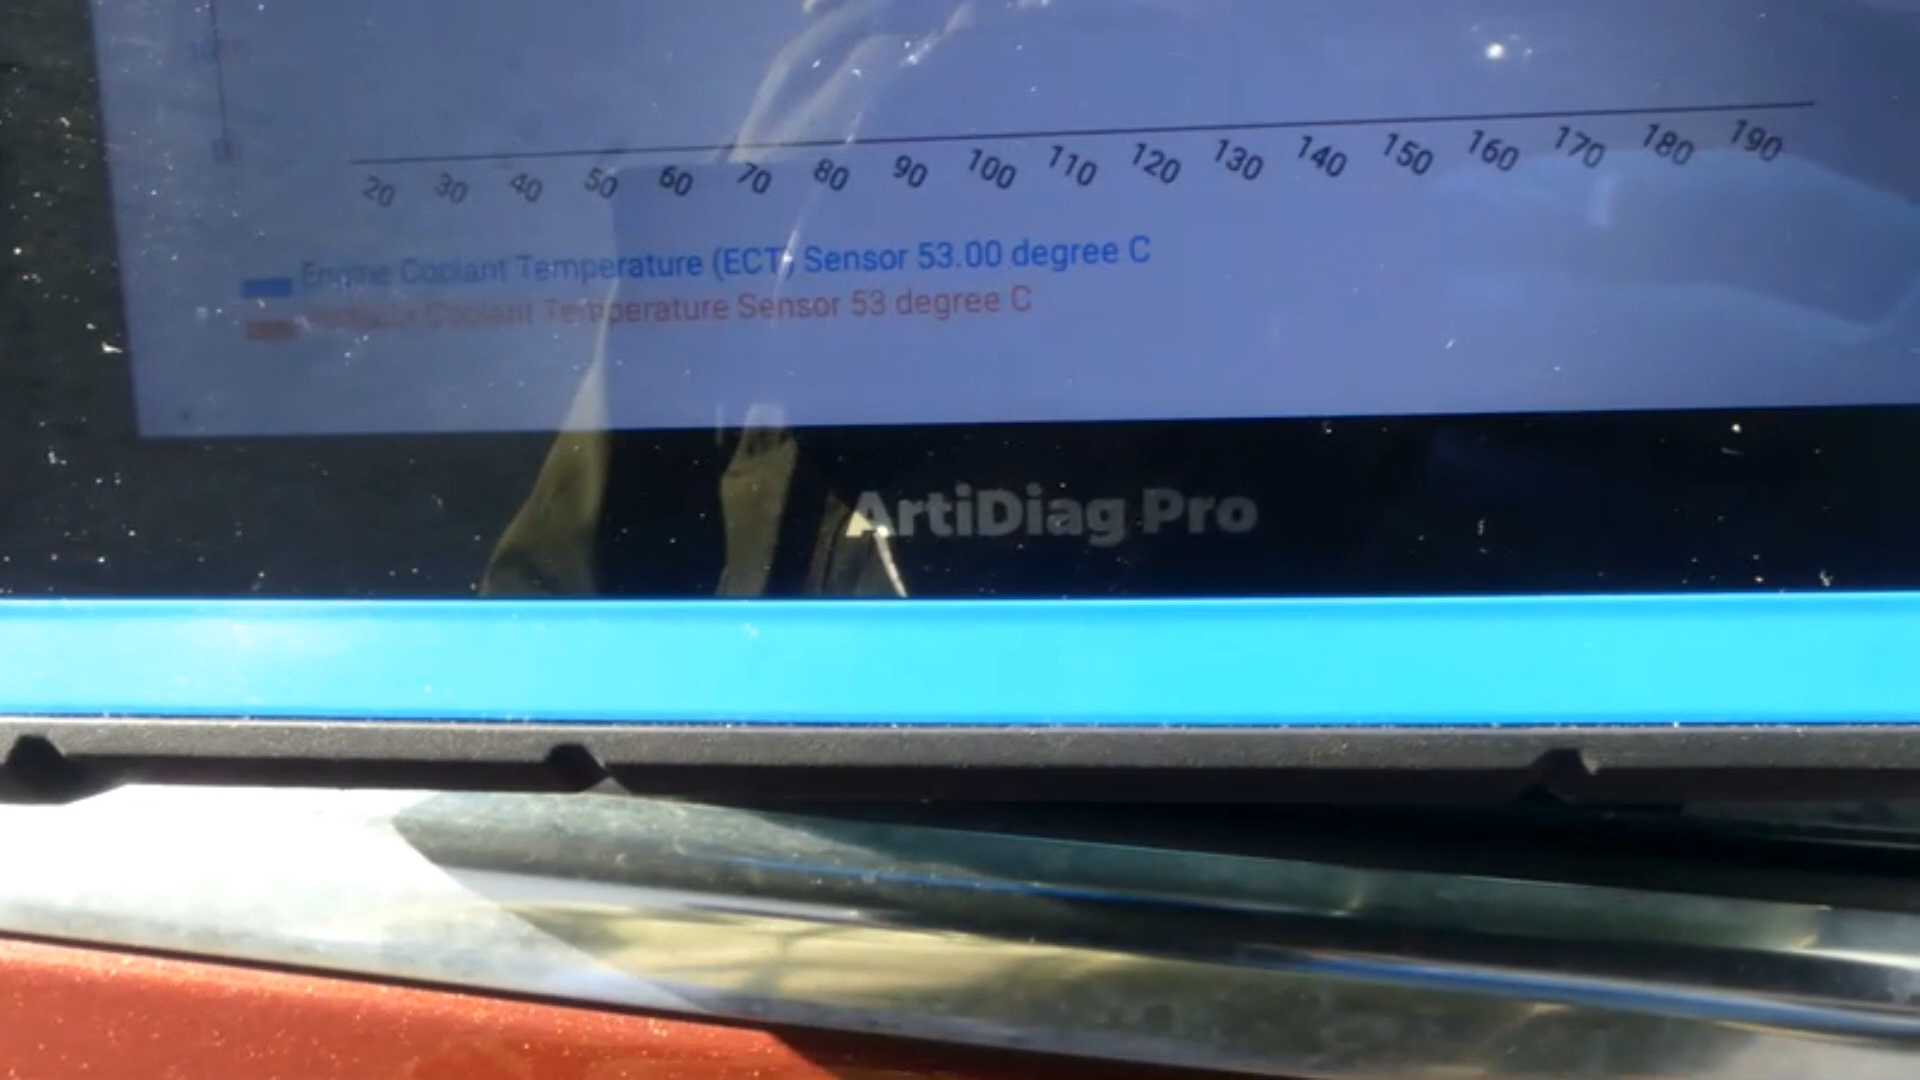 20 30 40 50 60 70 80 90 100 110 120 130 140 150 160 170 180 190
Engine Coolant Temperature (ECT) Sensor 53.00 degree C
Coolant Temperature Sensor 53 degree C
ArtiDiag Pro